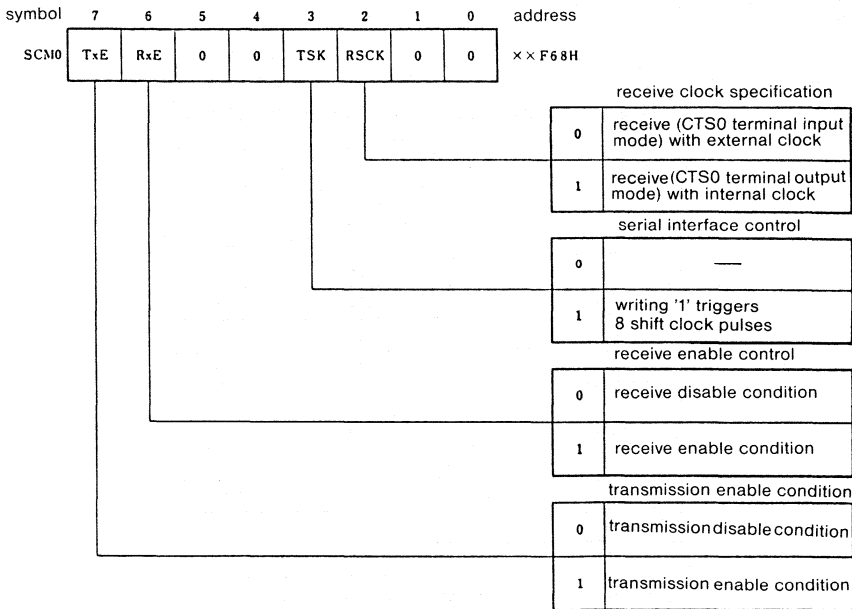 symbol 7 6 5 4 3 2 1 0 address
SCM0 TxE RxE 0 0 TSK RSCK 0 0 ××F68H
receive clock specification
0 receive (CTS0 terminal input
mode) with external clock
1 receive(CTS0 terminal output
mode) with internal clock
serial interface control
0 —
1 writing '1' triggers
8 shift clock pulses
receive enable control
0 receive disable condition
1 receive enable condition
transmission enable condition
0 transmission disable condition
1 transmission enable condition